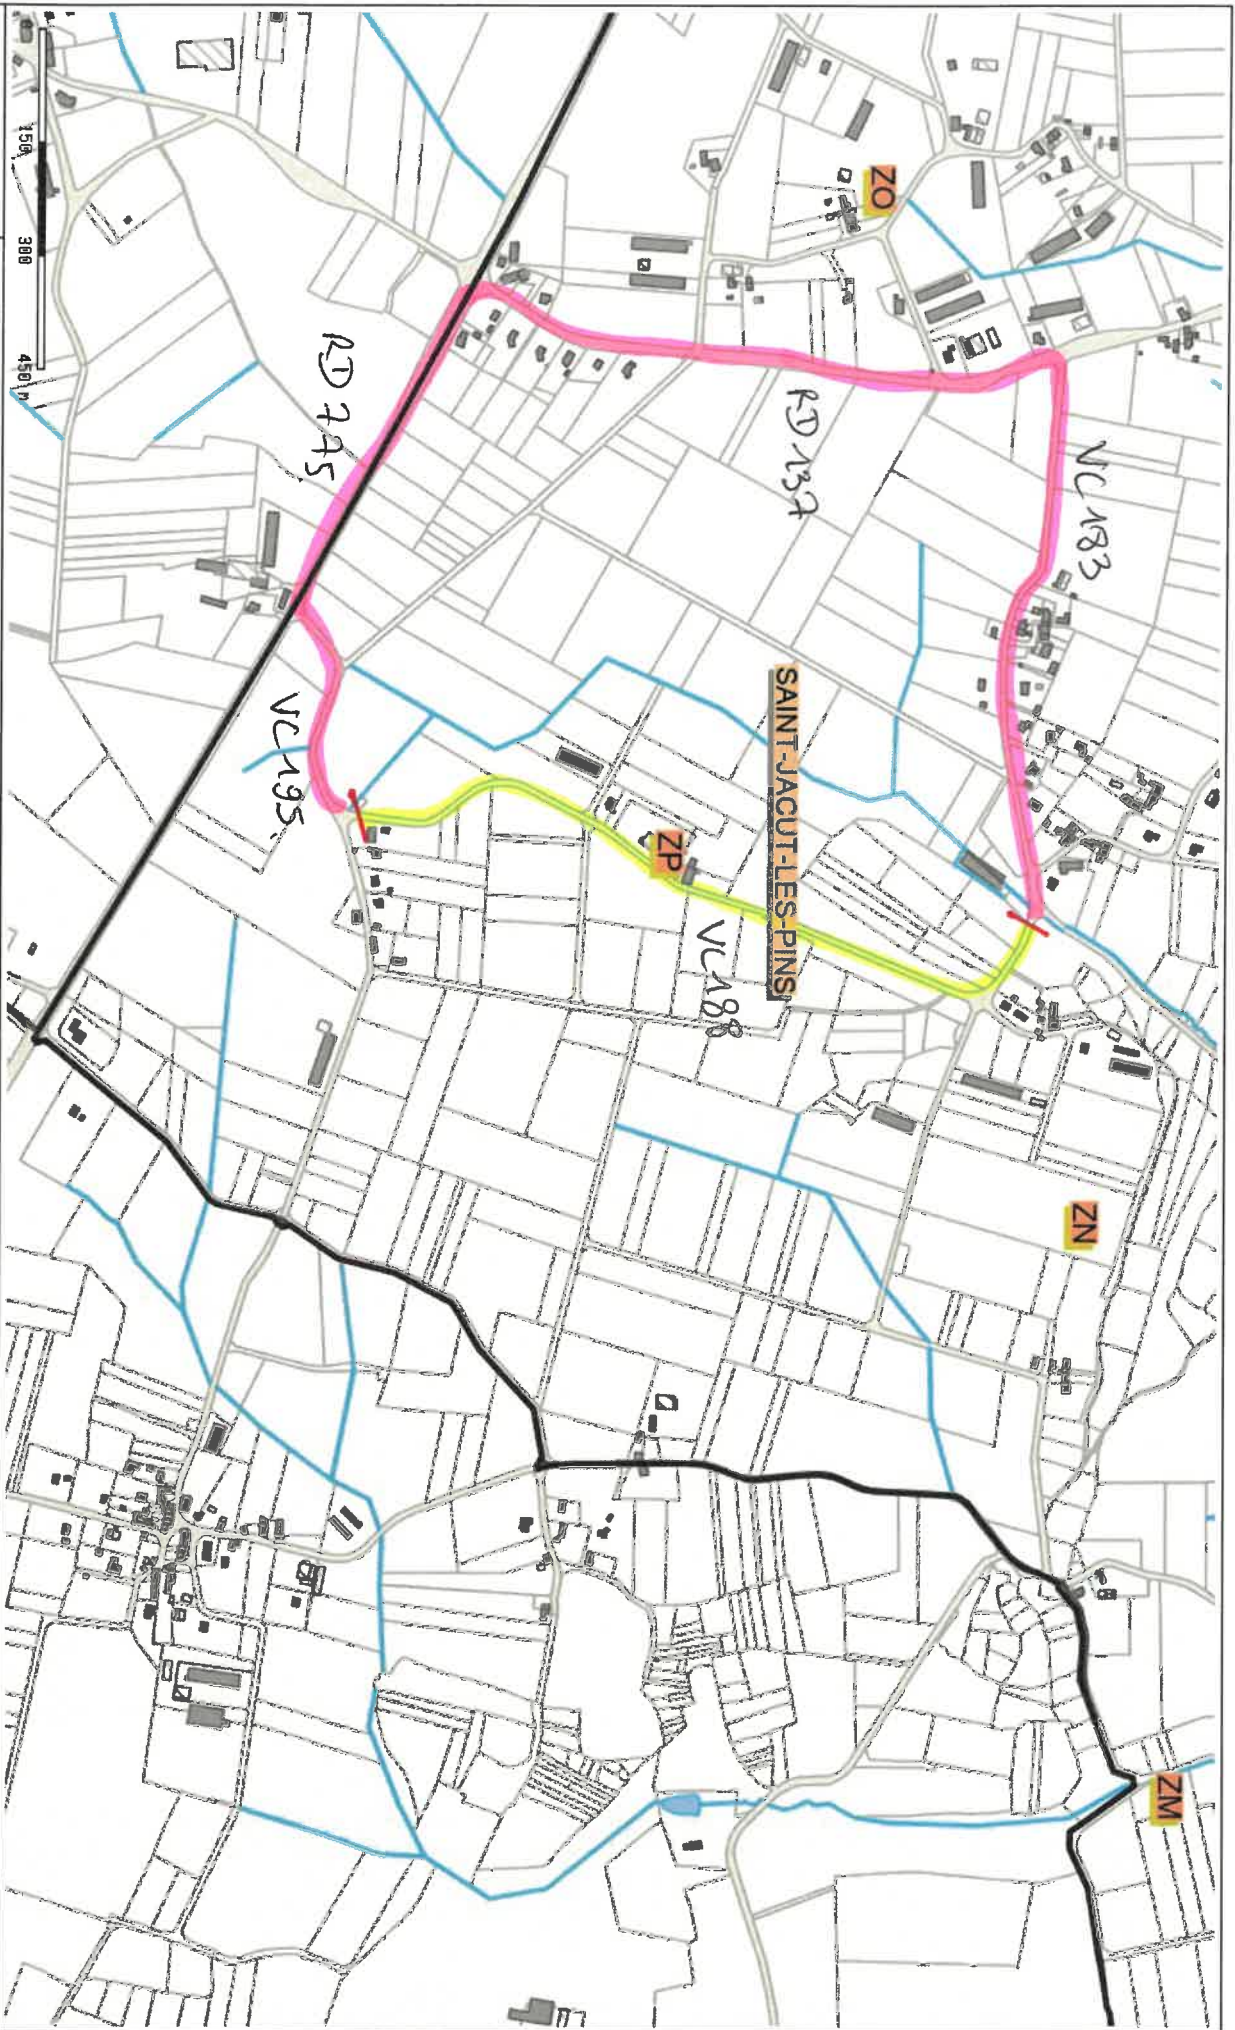 ZM
VC 183
ZN
ZO
RD 137
SAINT-JACUT-LES-PINS
VC 188
ZP
RD 775
VC 195
150 300 450 m